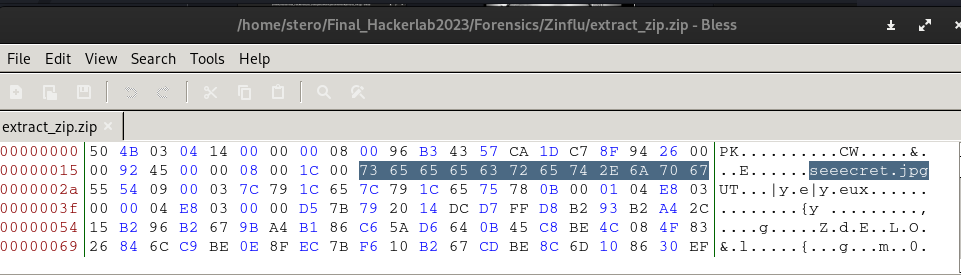 /home/stero/Final_Hackerlab2023/Forensics/Zinflu/extract_zip.zip - Bless
File Edit View Search Tools Help
extract_zip.zip
00000000 50 4B 03 04 14 00 00 00 08 00 96 B3 43 57 CA 1D C7 8F 94 26 00 PK..........CW.....&.
00000015 00 92 45 00 00 08 00 1C 00 73 65 65 65 63 72 65 74 2E 6A 70 67 ..E......seeecret.jpg
0000002a 55 54 09 00 03 7C 79 1C 65 7C 79 1C 65 75 78 0B 00 01 04 E8 03 UT...|y.e|y.eux......
0000003f 00 00 04 E8 03 00 00 D5 7B 79 20 14 DC D7 FF D8 B2 93 B2 A4 2C ........{y .........,
00000054 15 B2 96 B2 67 9B A4 B1 86 C6 5A D6 64 0B 45 C8 BE 4C 08 4F 83 ....g.....Z.d.E..L.O.
00000069 26 84 6C C9 BE 0E 8F EC 7B F6 10 B2 67 CD BE 8C 6D 10 86 30 EF &.l.....{...g...m..0.